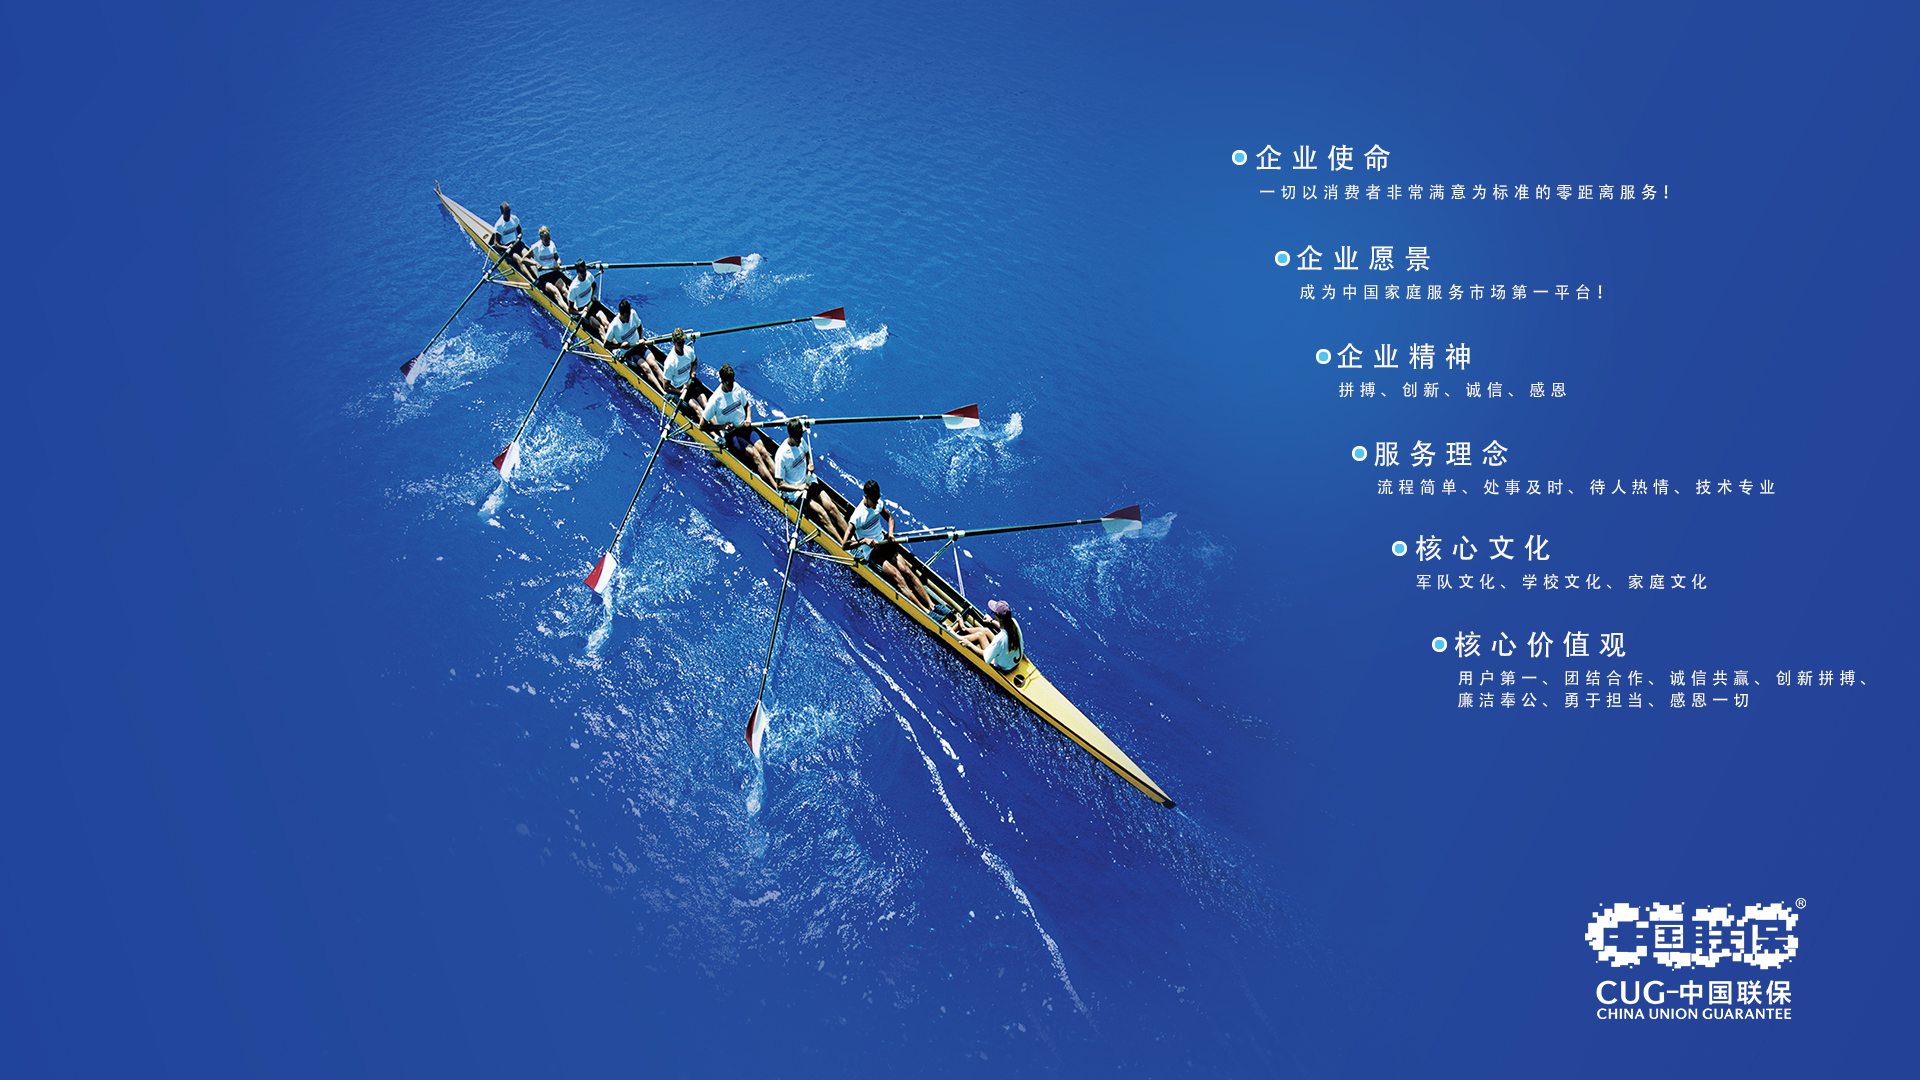 企业使命
一切以消费者非常满意为标准的零距离服务!
企业愿景
成为中国家庭服务市场第一平台!
企业精神
拼搏、创新、诚信、感恩
服务理念
流程简单、处事及时、待人热情、技术专业
核心文化
军队文化、学校文化、家庭文化
核心价值观
用户第一、团结合作、诚信共赢、创新拼搏、
廉洁奉公、勇于担当、感恩一切
中国联保®
CUG-中国联保
CHINA UNION GUARANTEE